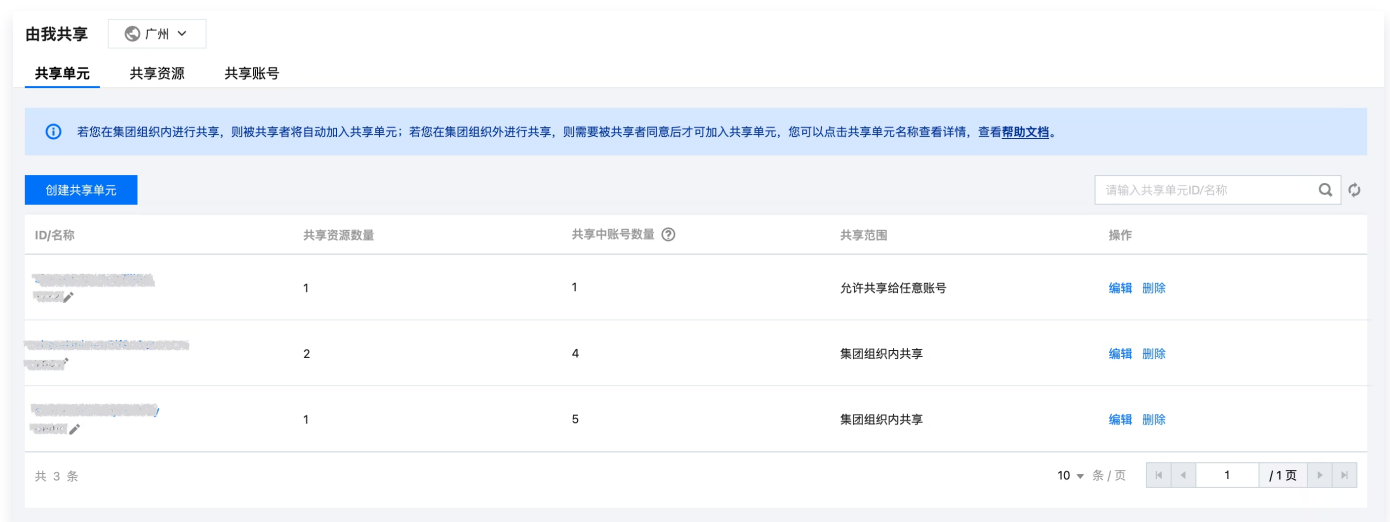 由我共享 广州
共享单元 共享资源 共享账号
若您在集团组织内进行共享，则被共享者将自动加入共享单元；若您在集团组织外进行共享，则需要被共享者同意后才可加入共享单元，您可以点击共享单元名称查看详情，查看帮助文档。
创建共享单元 请输入共享单元ID/名称
ID/名称 共享资源数量 共享中账号数量 共享范围 操作
1 1 允许共享给任意账号 编辑 删除
2 4 集团组织内共享 编辑 删除
1 5 集团组织内共享 编辑 删除
共 3 条 10 条 / 页 1 / 1 页